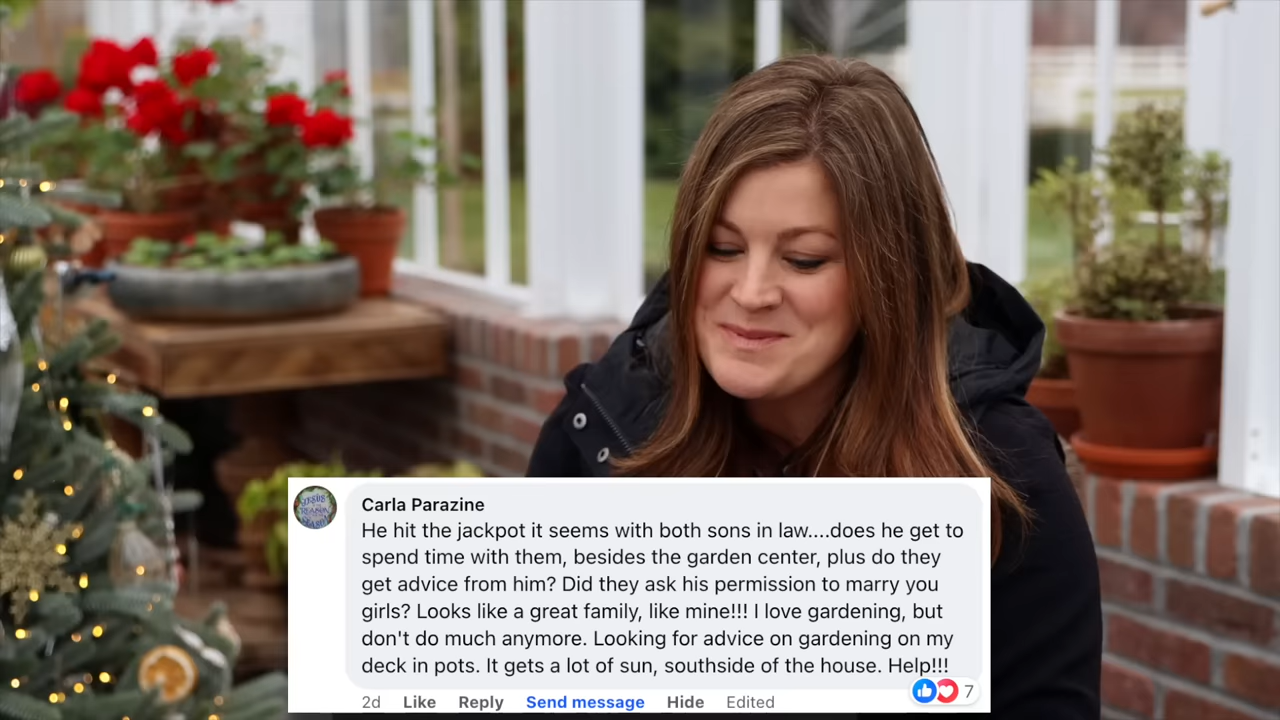 Carla Parazine
He hit the jackpot it seems with both sons in law....does he get to
spend time with them, besides the garden center, plus do they
get advice from him? Did they ask his permission to marry you
girls? Looks like a great family, like mine!!! I love gardening, but
don't do much anymore. Looking for advice on gardening on my
deck in pots. It gets a lot of sun, southside of the house. Help!!!
7
2d Like Reply Send message Hide Edited